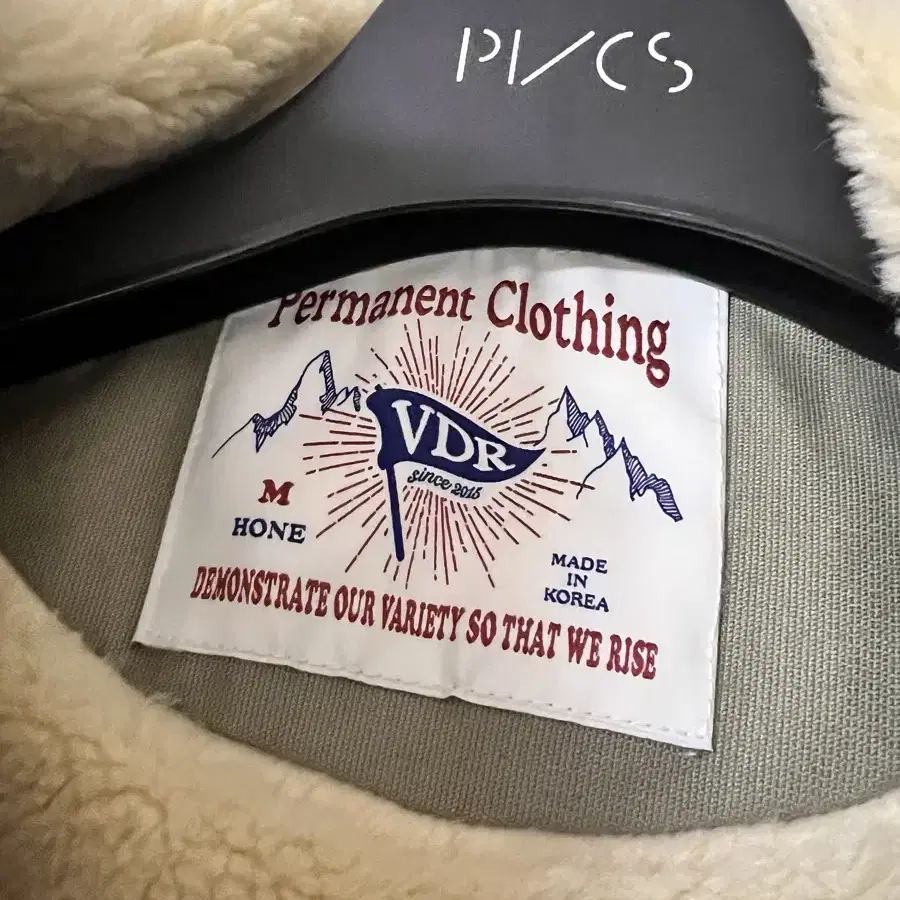 PI/CS
Permanent Clothing
VDR
since 2015
M
HONE
MADE
IN
KOREA
DEMONSTRATE OUR VARIETY SO THAT WE RISE